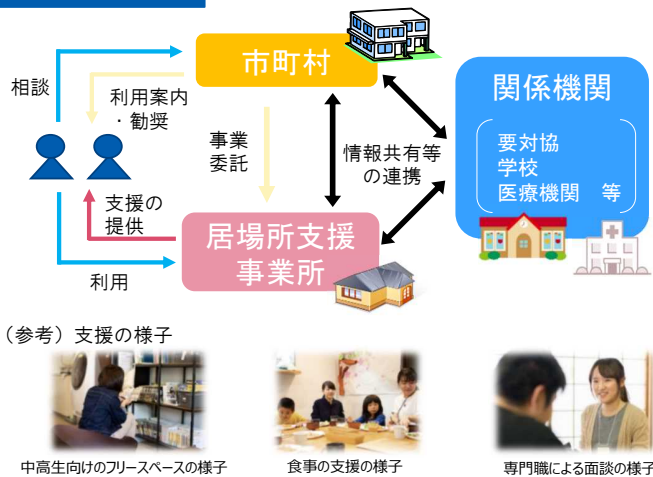 市町村
相談
利用案内
・勧奨
事業
委託
情報共有等
の連携
関係機関
要対協
学校
医療機関 等
支援の
提供
居場所支援
事業所
利用
（参考）支援の様子
中高生向けのフリースペースの様子
食事の支援の様子
専門職による面談の様子